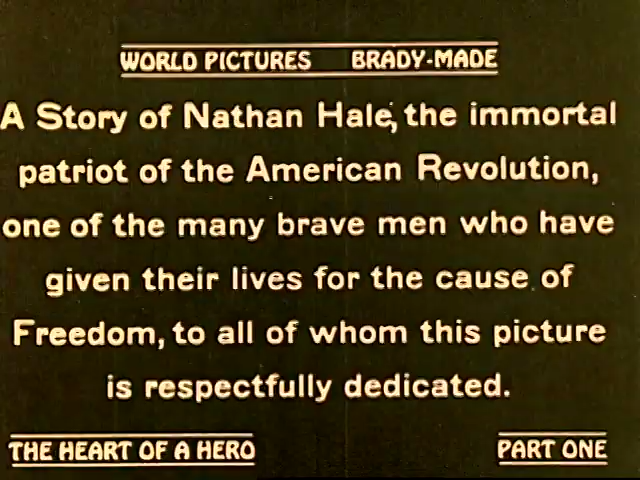 WORLD PICTURES BRADY-MADE
A Story of Nathan Hale, the immortal
patriot of the American Revolution,
one of the many brave men who have
given their lives for the cause of
Freedom, to all of whom this picture
is respectfully dedicated.
THE HEART OF A HERO PART ONE